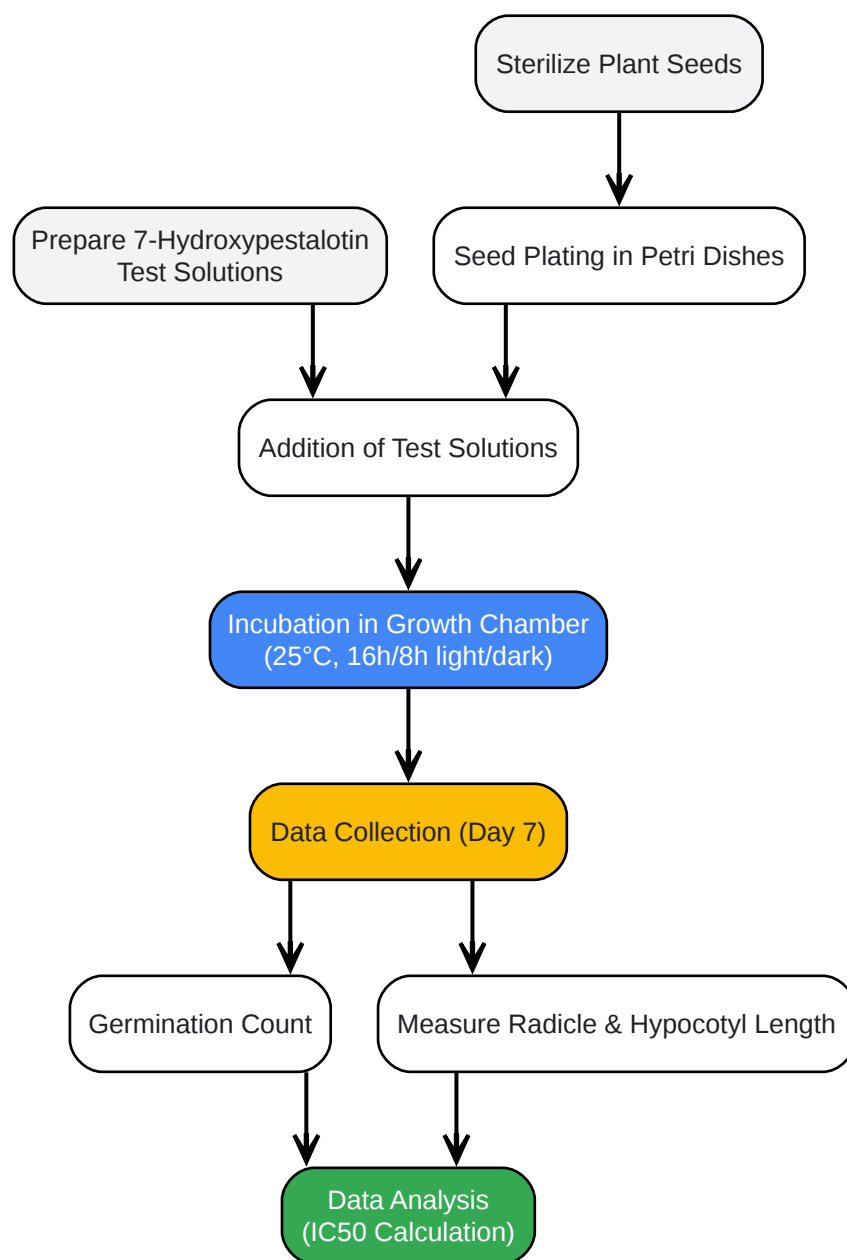 Sterilize Plant Seeds
Prepare 7-Hydroxypestalotin
Test Solutions
Seed Plating in Petri Dishes
Addition of Test Solutions
Incubation in Growth Chamber
(25°C, 16h/8h light/dark)
Data Collection (Day 7)
Germination Count
Measure Radicle & Hypocotyl Length
Data Analysis
(IC50 Calculation)